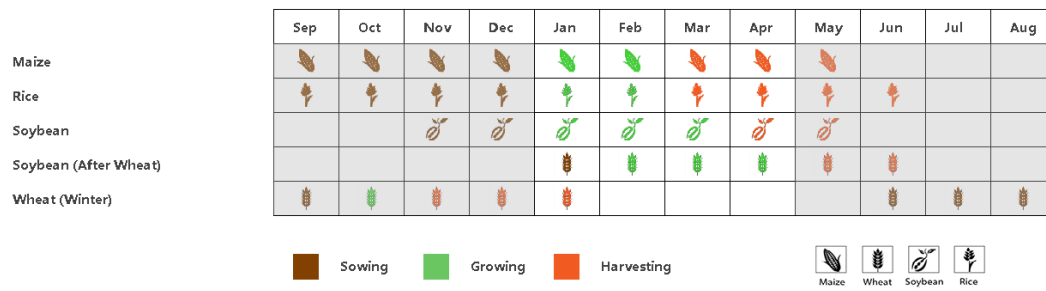 Sep Oct Nov Dec Jan Feb Mar Apr May Jun Jul Aug
Maize
Rice
Soybean
Soybean (After Wheat)
Wheat (Winter)
Sowing Growing Harvesting
Maize Wheat Soybean Rice